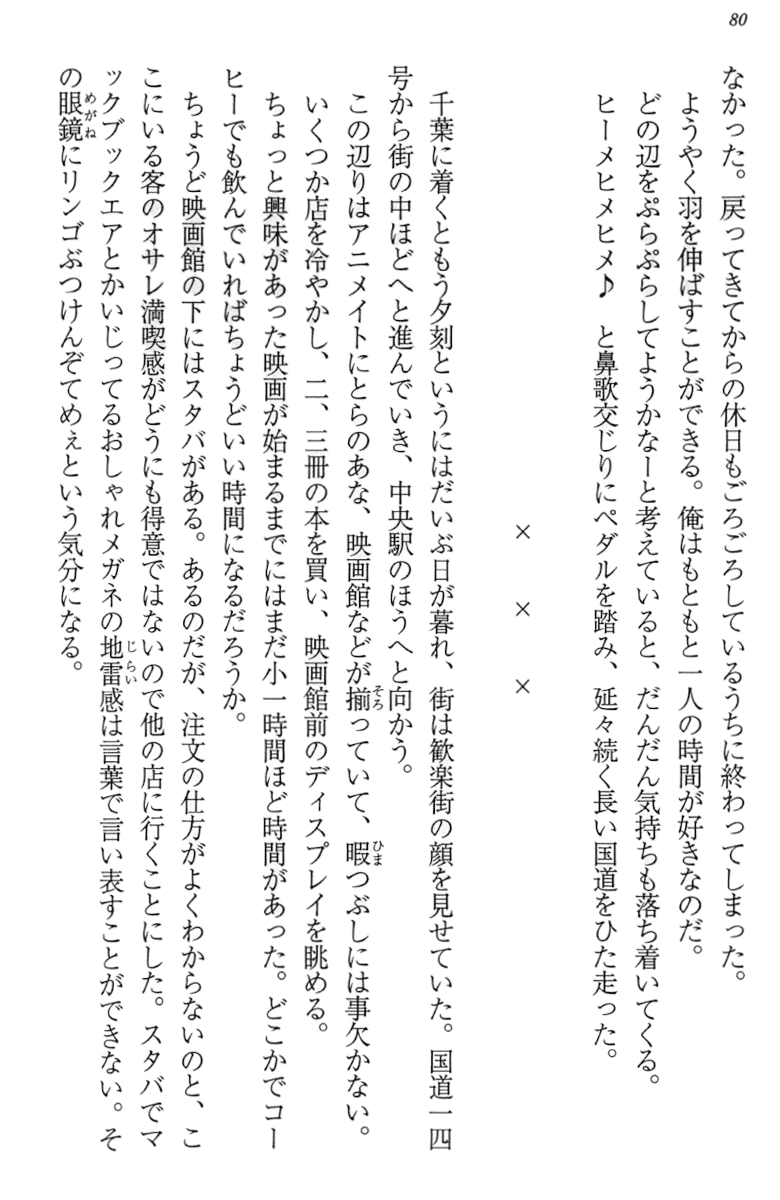 80
なかった。戻ってきてからの休日もごろごろしているうちに終わってしまった。
ようやく羽を伸ばすことができる。俺はもともと一人の時間が好きなのだ。
どの辺をぷらぷらしてようかなーと考えていると、だんだん気持ちも落ち着いてくる。
ヒーメヒメヒメ♪　と鼻歌交じりにペダルを踏み、延々続く長い国道をひた走った。
×　×　×
千葉に着くともう夕刻というにはだいぶ日が暮れ、街は歓楽街の顔を見せていた。国道一四
号から街の中ほどへと進んでいき、中央駅のほうへと向かう。
この辺りはアニメイトにとらのあな、映画館などが揃っていて、暇つぶしには事欠かない。
いくつか店を冷やかし、二、三冊の本を買い、映画館前のディスプレイを眺める。
ちょっと興味があった映画が始まるまでにはまだ小一時間ほど時間があった。どこかでコー
ヒーでも飲んでいればちょうどいい時間になるだろうか。
ちょうど映画館の下にはスタバがある。あるのだが、注文の仕方がよくわからないのと、こ
こにいる客のオサレ満喫感がどうにも得意ではないので他の店に行くことにした。スタバでマ
ックブックエアとかいじってるおしゃれメガネの地雷感は言葉で言い表すことができない。そ
の眼鏡にリンゴぶつけんぞてめぇという気分になる。